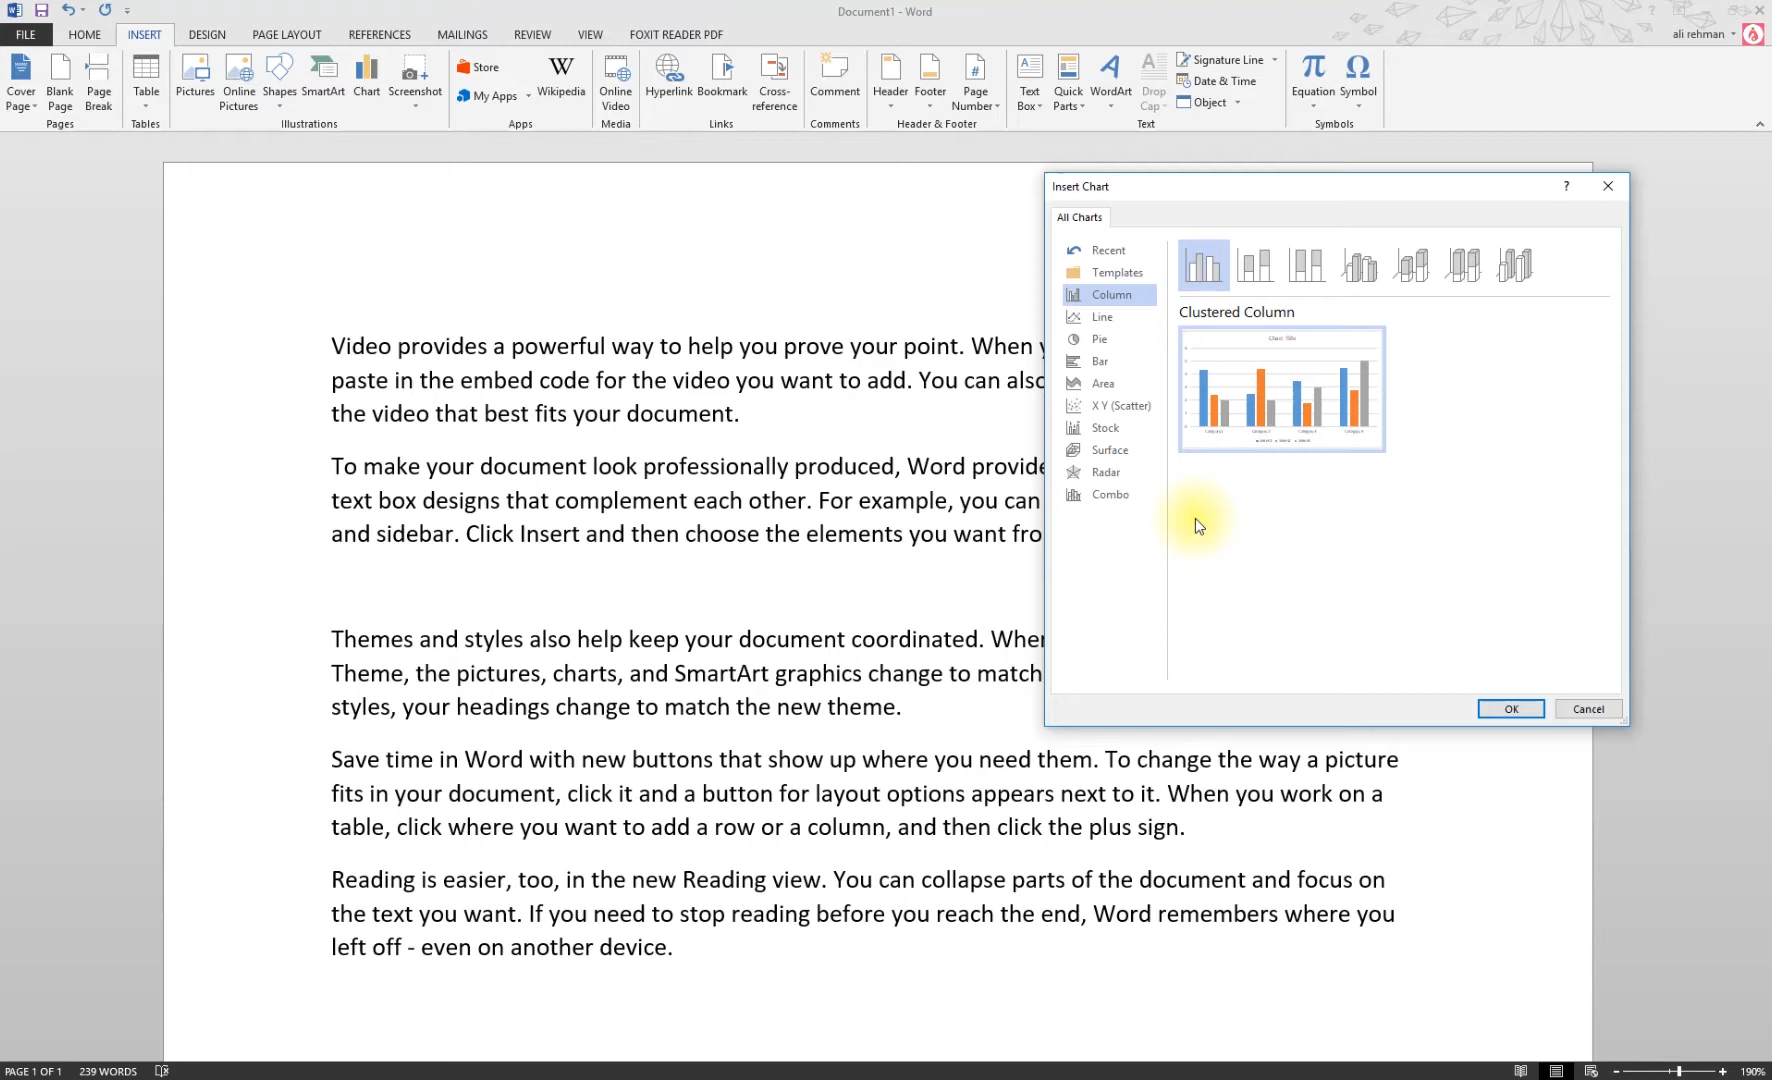 Document1 - Word
ali rehman
FILE HOME INSERT DESIGN PAGE LAYOUT REFERENCES MAILINGS REVIEW VIEW FOXIT READER PDF
Cover Page
Blank Page
Page Break
Pages
Table
Tables
Pictures
Online Pictures
Shapes
SmartArt
Chart
Screenshot
Illustrations
Store
My Apps
Wikipedia
Apps
Online Video
Media
Hyperlink
Bookmark
Cross-reference
Links
Comment
Comments
Header
Footer
Page Number
Header & Footer
Text Box
Quick Parts
WordArt
Drop Cap
Signature Line
Date & Time
Object
Text
Equation
Symbol
Symbols
Video provides a powerful way to help you prove your point. When
paste in the embed code for the video you want to add. You can also
the video that best fits your document.
To make your document look professionally produced, Word provide
text box designs that complement each other. For example, you can
and sidebar. Click Insert and then choose the elements you want fro
Themes and styles also help keep your document coordinated. When
Theme, the pictures, charts, and SmartArt graphics change to match
styles, your headings change to match the new theme.
Save time in Word with new buttons that show up where you need them. To change the way a picture
fits in your document, click it and a button for layout options appears next to it. When you work on a
table, click where you want to add a row or a column, and then click the plus sign.
Reading is easier, too, in the new Reading view. You can collapse parts of the document and focus on
the text you want. If you need to stop reading before you reach the end, Word remembers where you
left off - even on another device.
Insert Chart
?
All Charts
Recent
Templates
Column
Line
Pie
Bar
Area
X Y (Scatter)
Stock
Surface
Radar
Combo
Clustered Column
Chart Title
OK
Cancel
PAGE 1 OF 1 239 WORDS
190%